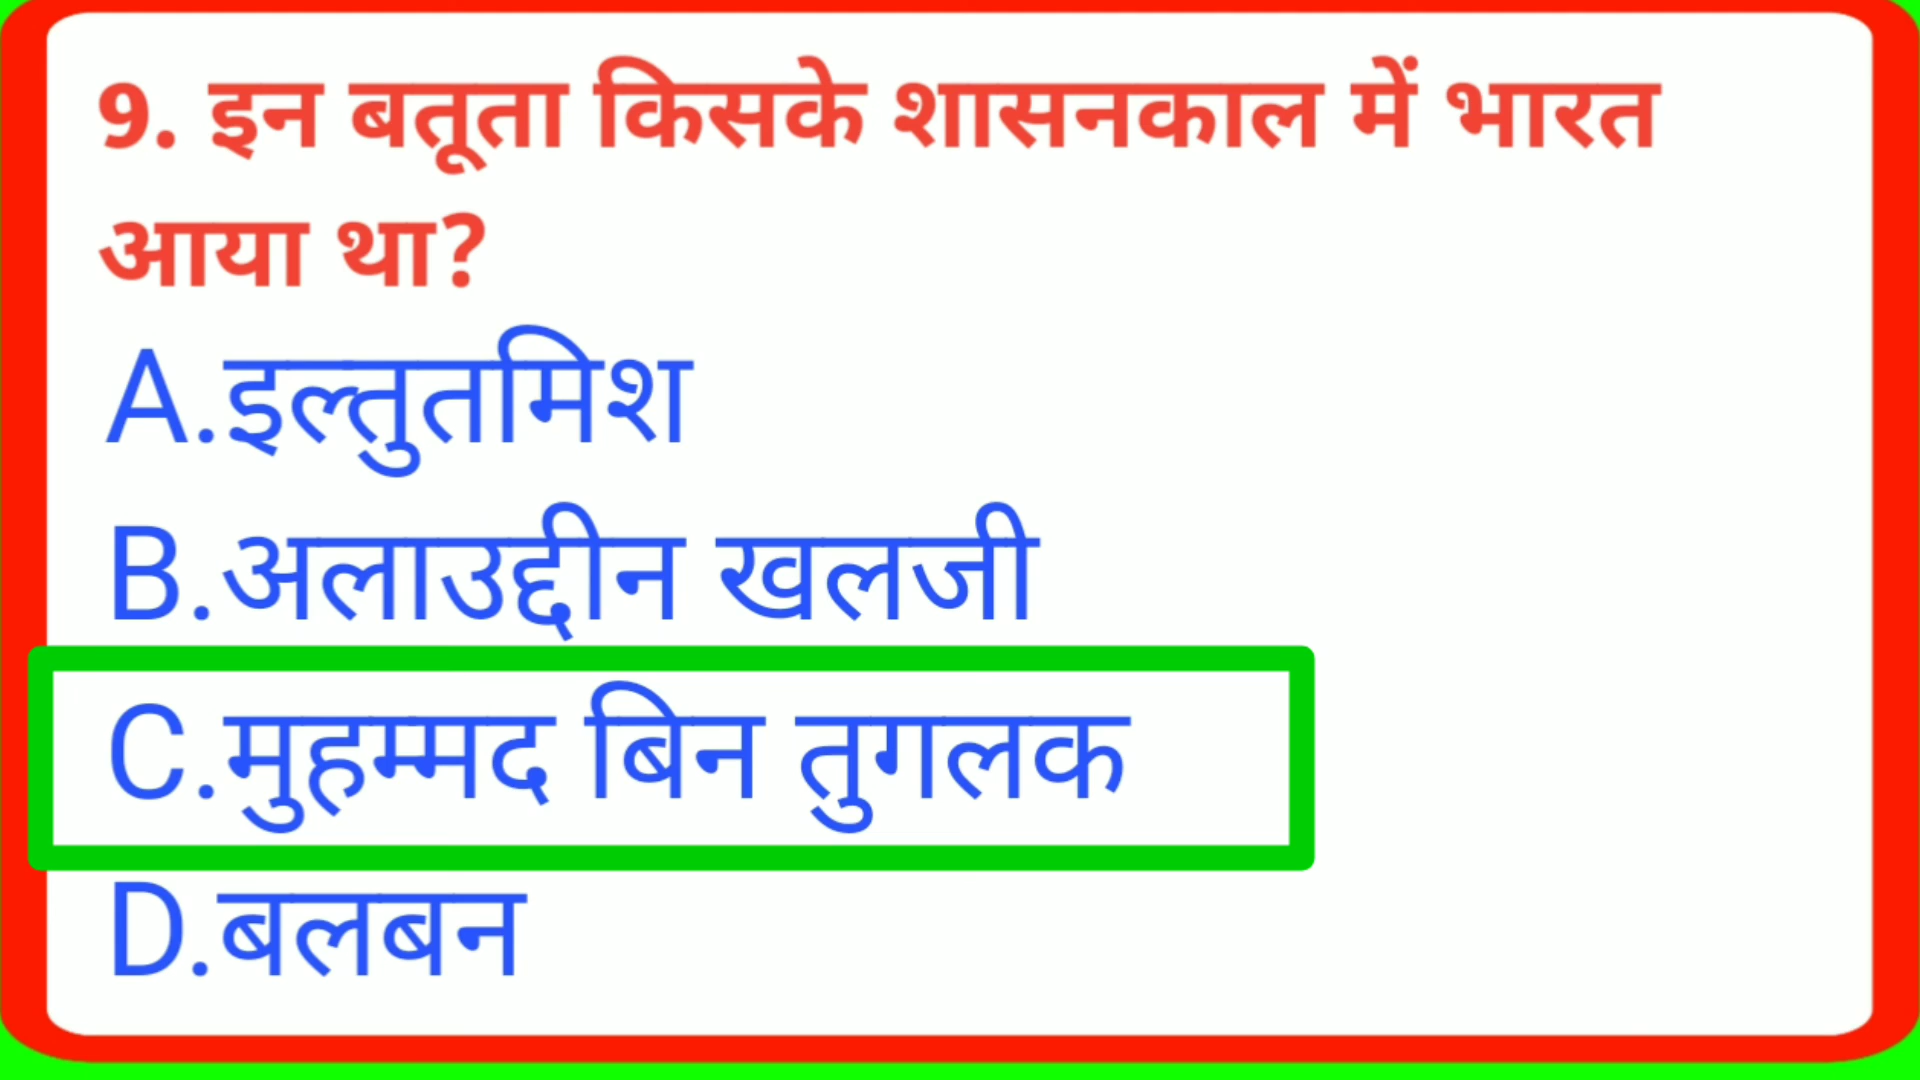 9. इन बतूता किसके शासनकाल में भारत
आया था?
A.इल्तुतमिश
B.अलाउद्दीन खलजी
C.मुहम्मद बिन तुगलक
D.बलबन